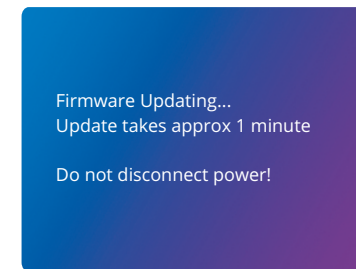 Firmware Updating...
Update takes approx 1 minute
Do not disconnect power!